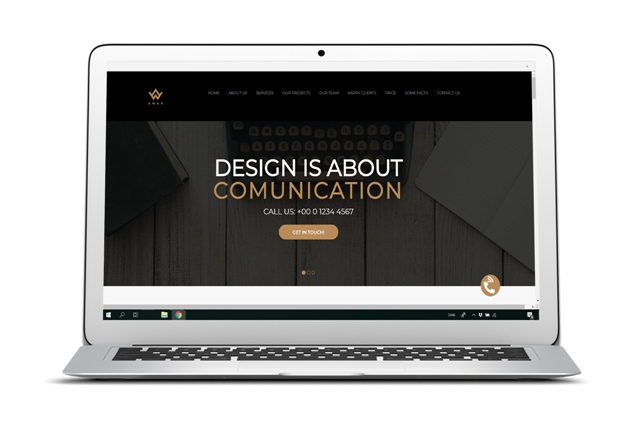 HOME ABOUT US SERVICES OUR PROJECTS OUR TEAM HAPPY CLIENTS PRICE SOME FACTS CONTACT US
DESIGN IS ABOUT
COMUNICATION
CALL US: +00 0 1234 4567
GET IN TOUCH!